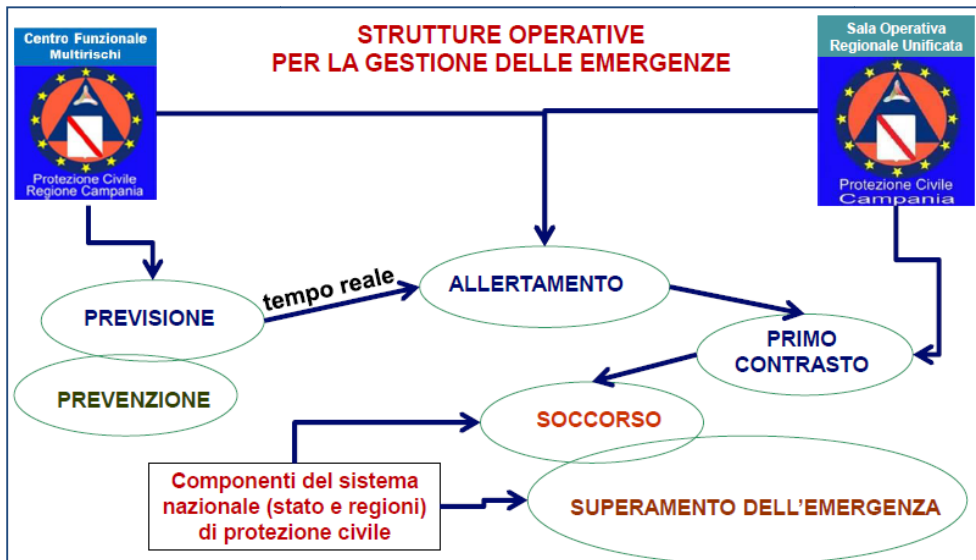 Centro Funzionale
Multirischi
Protezione Civile
Regione Campania
STRUTTURE OPERATIVE
PER LA GESTIONE DELLE EMERGENZE
Sala Operativa
Regionale Unificata
Protezione Civile
Campania
PREVISIONE
tempo reale
ALLERTAMENTO
PRIMO
CONTRASTO
PREVENZIONE
SOCCORSO
Componenti del sistema
nazionale (stato e regioni)
di protezione civile
SUPERAMENTO DELL'EMERGENZA